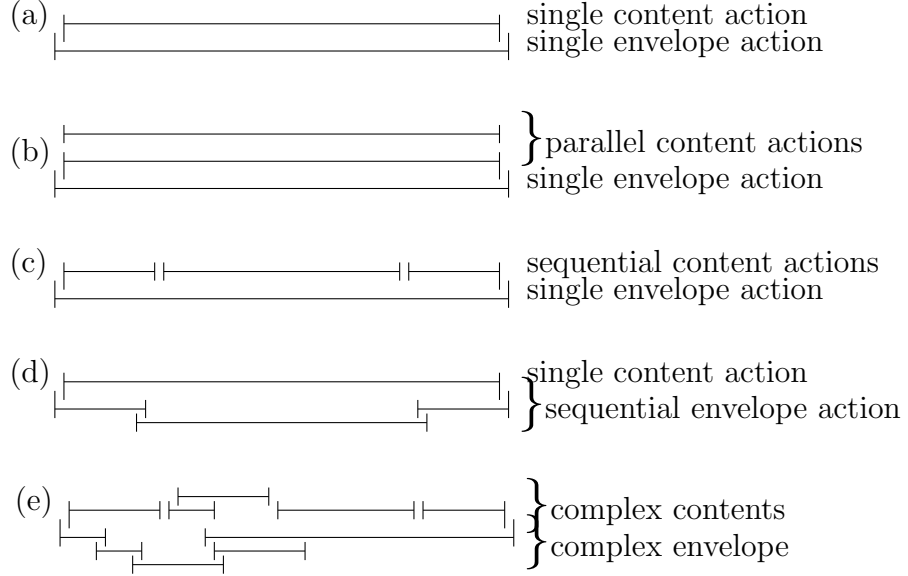 (a) single content action
single envelope action
(b) parallel content actions
single envelope action
(c) sequential content actions
single envelope action
(d) single content action
sequential envelope action
(e) complex contents
complex envelope